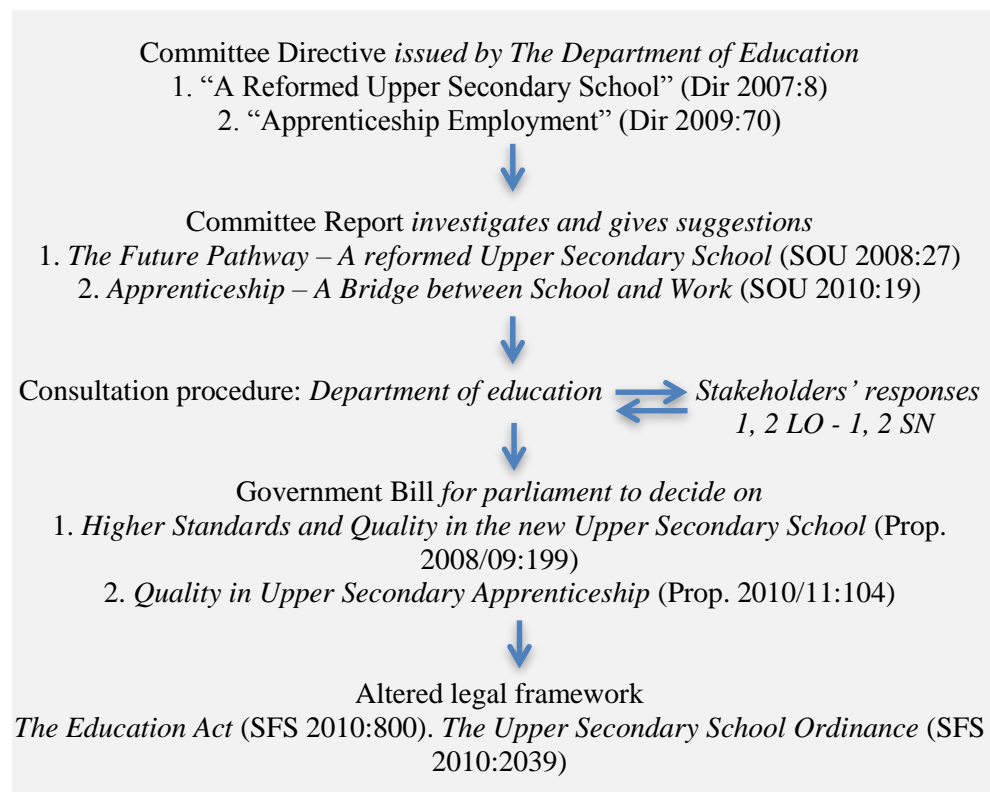 Committee Directive issued by The Department of Education
1. “A Reformed Upper Secondary School” (Dir 2007:8)
2. “Apprenticeship Employment” (Dir 2009:70)
Committee Report investigates and gives suggestions
1. The Future Pathway – A reformed Upper Secondary School (SOU 2008:27)
2. Apprenticeship – A Bridge between School and Work (SOU 2010:19)
Consultation procedure: Department of education Stakeholders’ responses
1, 2 LO - 1, 2 SN
Government Bill for parliament to decide on
1. Higher Standards and Quality in the new Upper Secondary School (Prop.
2008/09:199)
2. Quality in Upper Secondary Apprenticeship (Prop. 2010/11:104)
Altered legal framework
The Education Act (SFS 2010:800). The Upper Secondary School Ordinance (SFS
2010:2039)